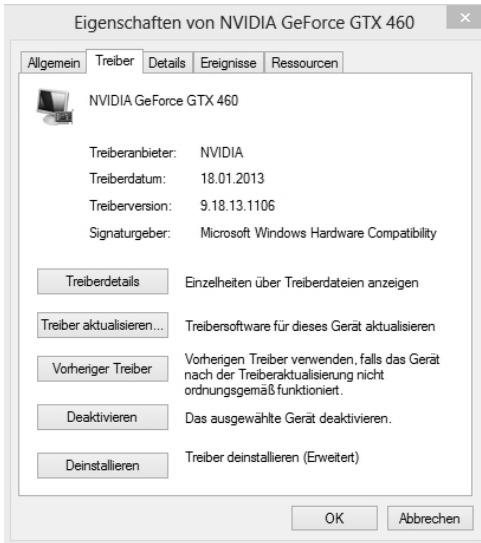 Eigenschaften von NVIDIA GeForce GTX 460
Allgemein Treiber Details Ereignisse Ressourcen
NVIDIA GeForce GTX 460
Treiberanbieter: NVIDIA
Treiberdatum: 18.01.2013
Treiberversion: 9.18.13.1106
Signaturgeber: Microsoft Windows Hardware Compatibility
Treiberdetails Einzelheiten über Treiberdateien anzeigen
Treiber aktualisieren... Treibersoftware für dieses Gerät aktualisieren
Vorheriger Treiber
Vorherigen Treiber verwenden, falls das Gerät
nach der Treiberaktualisierung nicht
ordnungsgemäß funktioniert.
Deaktivieren Das ausgewählte Gerät deaktivieren.
Deinstallieren Treiber deinstallieren (Erweitert)
OK Abbrechen